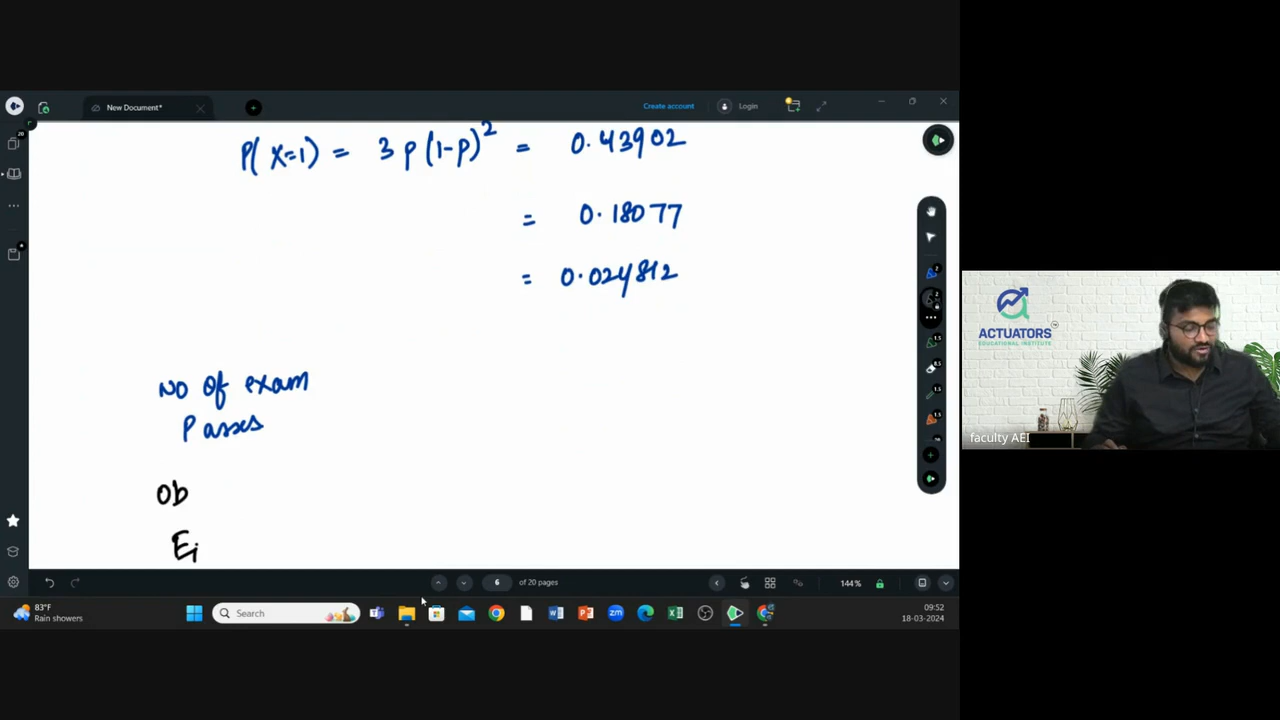 New Document*
Create account
Login
P(X=1) = 3p(1-p)² = 0.43902
= 0.18077
= 0.024812
No of exam
Passes
Ob
Ei
6 of 20 pages
144%
83°F
Rain showers
Search
09:52
18-03-2024
ACTUATORS
EDUCATIONAL INSTITUTE
faculty AEI